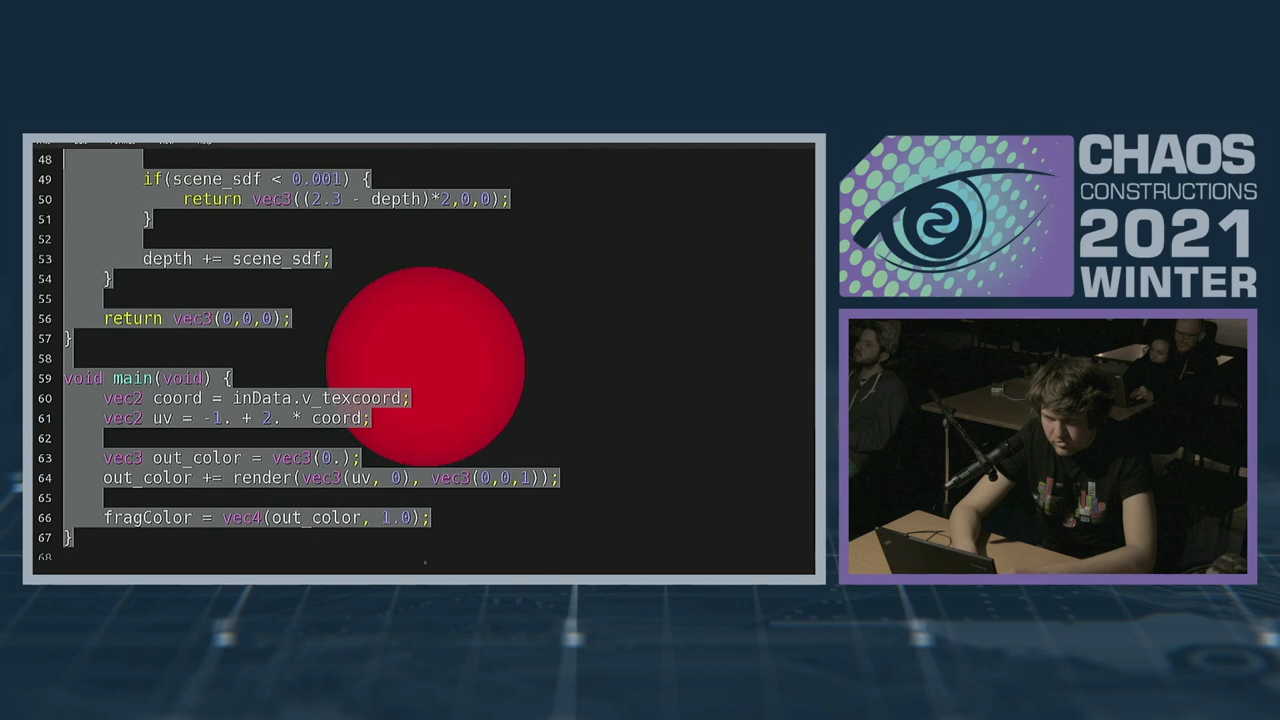 48
49 if(scene_sdf < 0.001) {
50 return vec3((2.3 - depth)*2,0,0);
51 }
52
53 depth += scene_sdf;
54 }
55
56 return vec3(0,0,0);
57 }
58
59 void main(void) {
60 vec2 coord = inData.v_texcoord;
61 vec2 uv = -1. + 2. * coord;
62
63 vec3 out_color = vec3(0.);
64 out_color += render(vec3(uv, 0), vec3(0,0,1));
65
66 fragColor = vec4(out_color, 1.0);
67 }
68
CHAOS
CONSTRUCTIONS
2021
WINTER